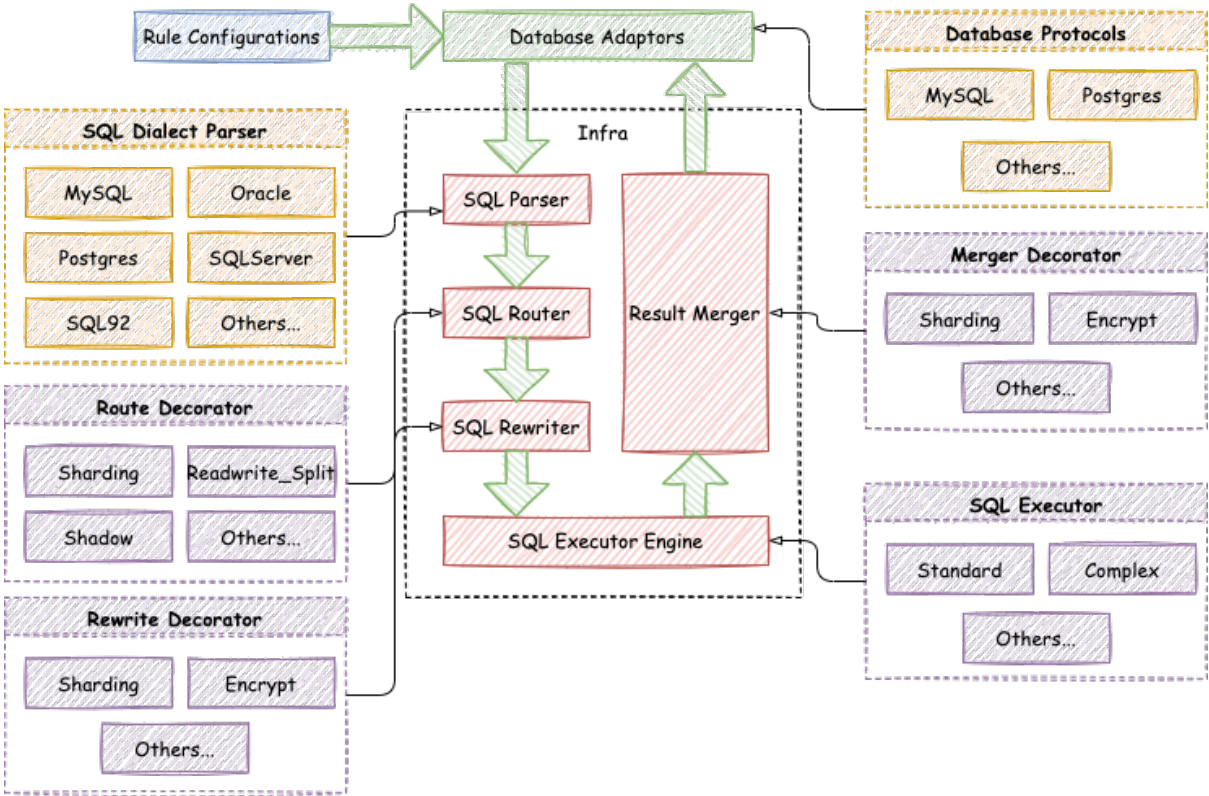 Rule Configurations
Database Adaptors
Database Protocols
MySQL
Postgres
Others...
SQL Dialect Parser
MySQL
Oracle
Postgres
SQLServer
SQL92
Others...
Infra
SQL Parser
SQL Router
SQL Rewriter
Result Merger
SQL Executor Engine
Merger Decorator
Sharding
Encrypt
Others...
Route Decorator
Sharding
Readwrite_Split
Shadow
Others...
SQL Executor
Standard
Complex
Others...
Rewrite Decorator
Sharding
Encrypt
Others...